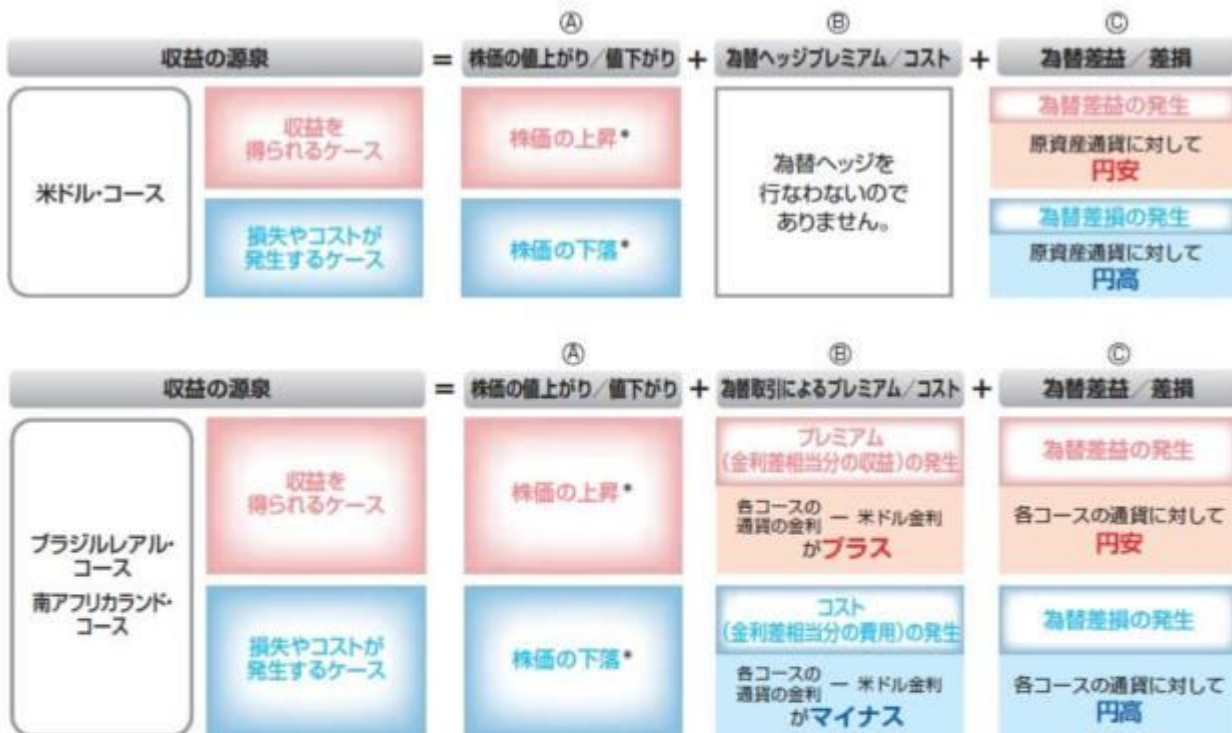 Ⓐ Ⓑ Ⓒ
収益の源泉 = 株価の値上がり/値下がり + 為替ヘッジプレミアム/コスト + 為替差益/差損
米ドル・コース
収益を
得られるケース
株価の上昇*
為替ヘッジを
行なわないので
ありません。
為替差益の発生
原資産通貨に対して
円安
損失やコストが
発生するケース
株価の下落*
為替差損の発生
原資産通貨に対して
円高
Ⓐ Ⓑ Ⓒ
収益の源泉 = 株価の値上がり/値下がり + 為替取引によるプレミアム/コスト + 為替差益/差損
ブラジルレアル・
コース
南アフリカランド・
コース
収益を
得られるケース
株価の上昇*
プレミアム
(金利差相当分の収益)の発生
各コースの
通貨の金利 ー 米ドル金利
がプラス
為替差益の発生
各コースの通貨に対して
円安
損失やコストが
発生するケース
株価の下落*
コスト
(金利差相当分の費用)の発生
各コースの
通貨の金利 ー 米ドル金利
がマイナス
為替差損の発生
各コースの通貨に対して
円高